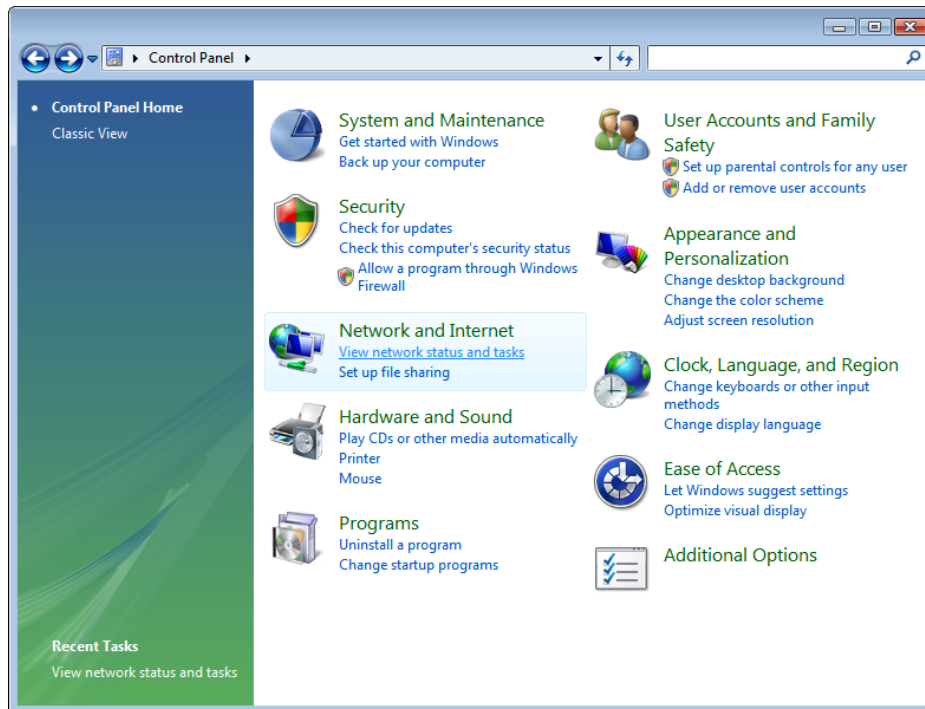 Control Panel
Control Panel Home
Classic View
System and Maintenance
Get started with Windows
Back up your computer
Security
Check for updates
Check this computer's security status
Allow a program through Windows
Firewall
Network and Internet
View network status and tasks
Set up file sharing
Hardware and Sound
Play CDs or other media automatically
Printer
Mouse
Programs
Uninstall a program
Change startup programs
User Accounts and Family
Safety
Set up parental controls for any user
Add or remove user accounts
Appearance and
Personalization
Change desktop background
Change the color scheme
Adjust screen resolution
Clock, Language, and Region
Change keyboards or other input
methods
Change display language
Ease of Access
Let Windows suggest settings
Optimize visual display
Additional Options
Recent Tasks
View network status and tasks